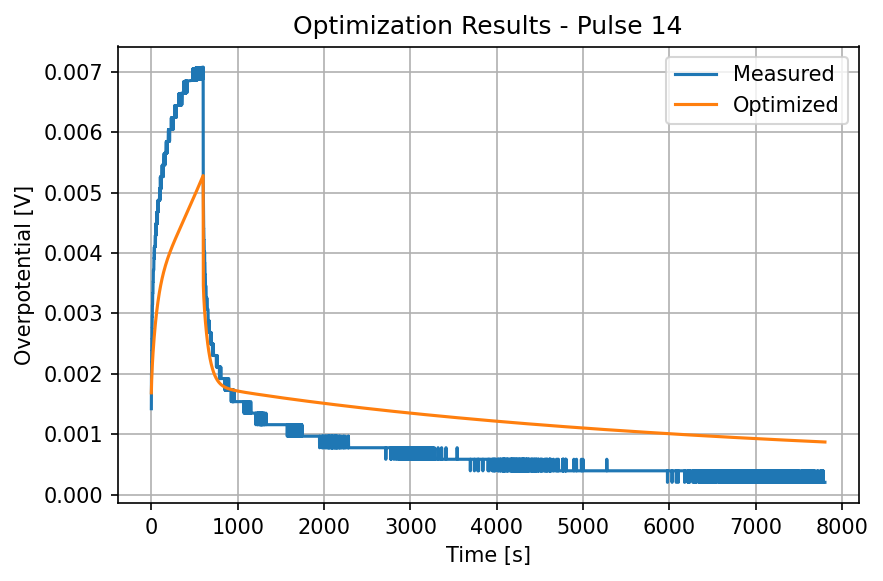 Optimization Results - Pulse 14
Measured
Optimized
Overpotential [V]
0.007
0.006
0.005
0.004
0.003
0.002
0.001
0.000
0 1000 2000 3000 4000 5000 6000 7000 8000
Time [s]